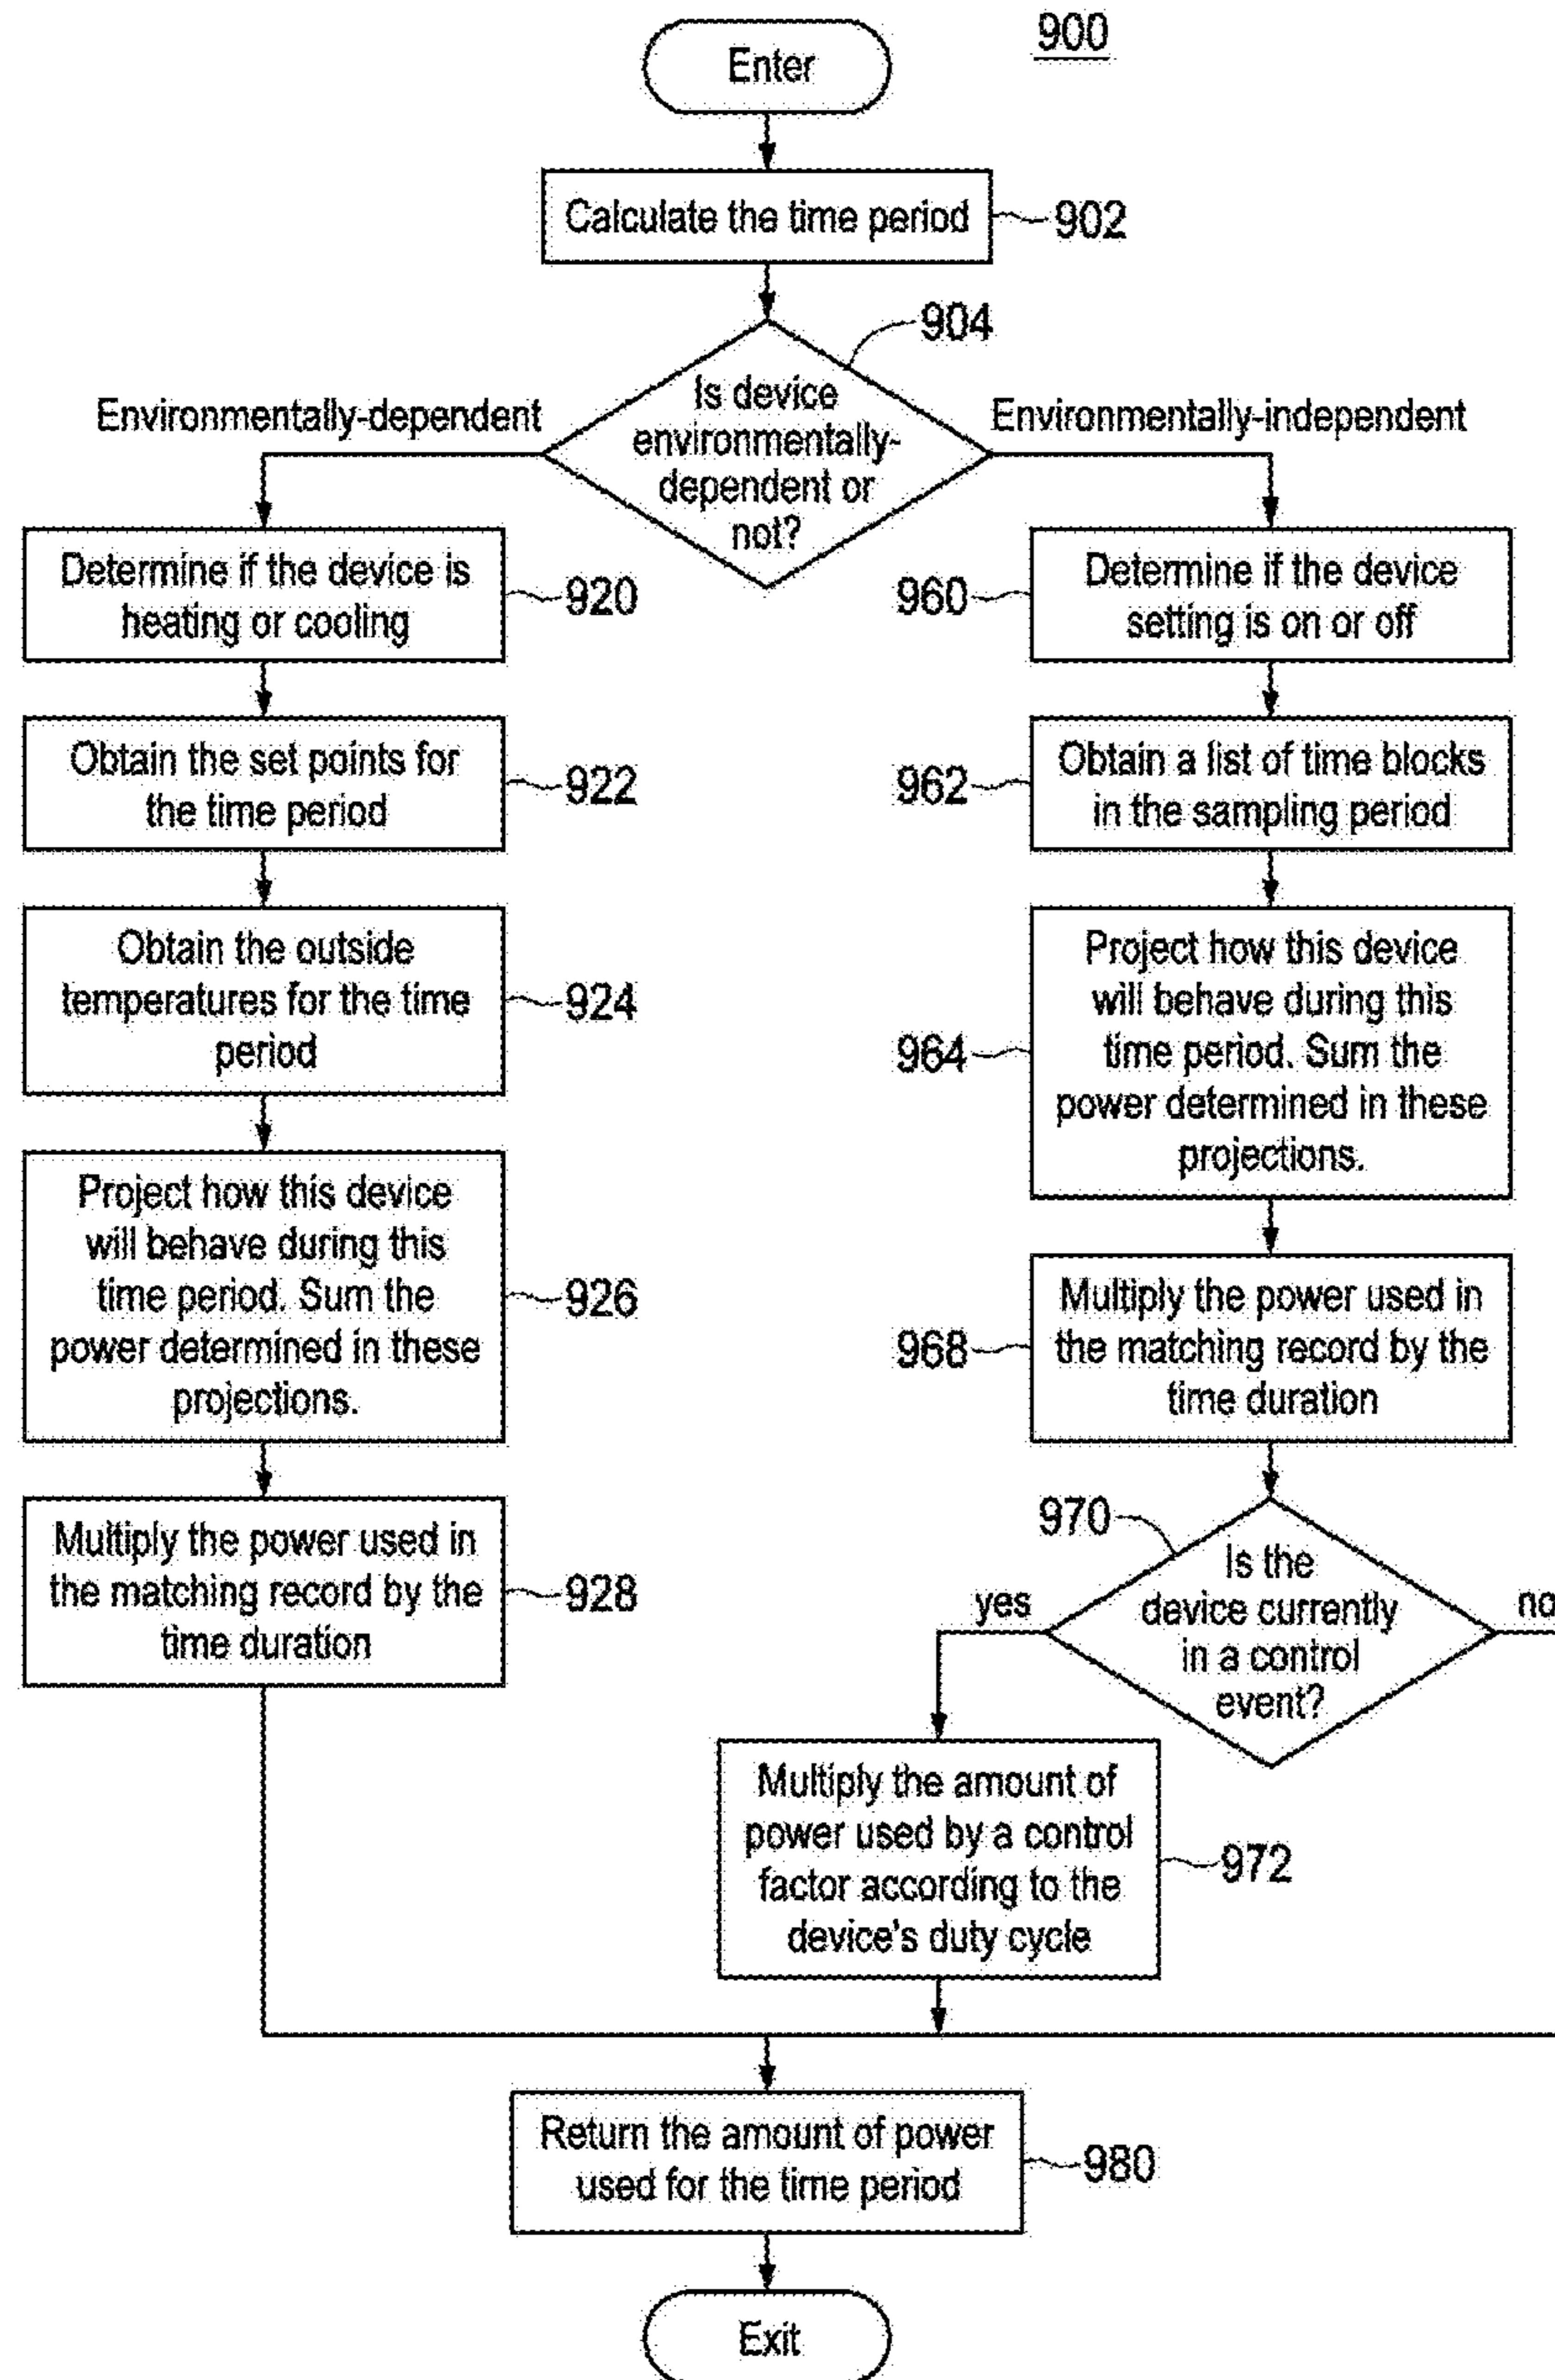 900
Enter
Calculate the time period
902
904
Is device
environmentally-
dependent or
not?
Environmentally-dependent
Environmentally-independent
Determine if the device is
heating or cooling
920
Obtain the set points for
the time period
922
Obtain the outside
temperatures for the time
period
924
Project how this device
will behave during this
time period. Sum the
power determined in these
projections.
926
Multiply the power used in
the matching record by the
time duration
928
960
Determine if the device
setting is on or off
962
Obtain a list of time blocks
in the sampling period
964
Project how this device
will behave during this
time period. Sum the
power determined in these
projections.
968
Multiply the power used in
the matching record by the
time duration
970
Is the
device currently
in a control
event?
yes
no
Multiply the amount of
power used by a control
factor according to the
device's duty cycle
972
Return the amount of power
used for the time period
980
Exit